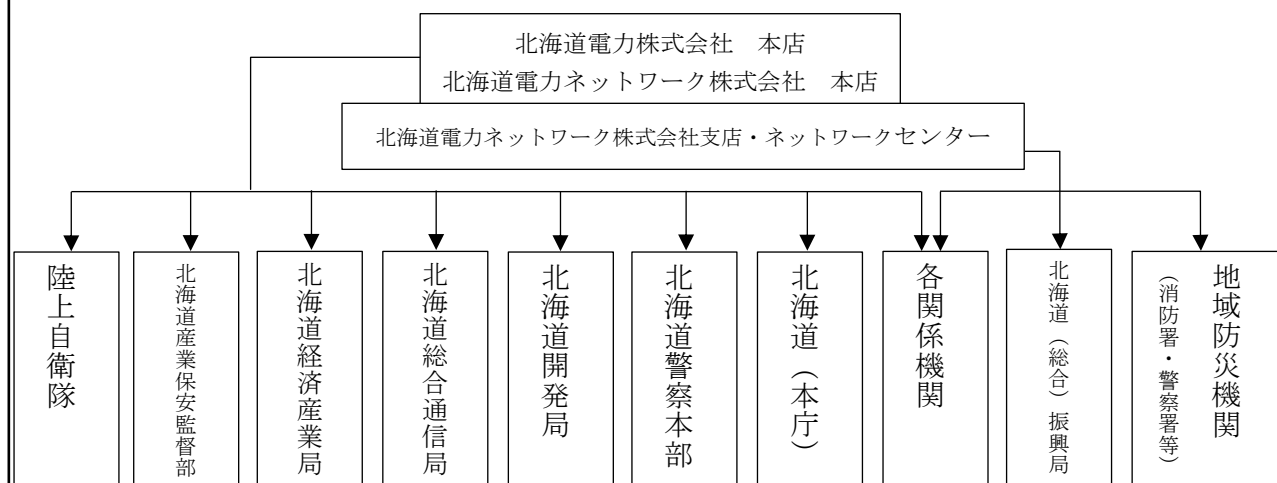 北海道電力株式会社　本店
北海道電力ネットワーク株式会社　本店
北海道電力ネットワーク株式会社支店・ネットワークセンター
陸上自衛隊
北海道産業保安監督部
北海道経済産業局
北海道総合通信局
北海道開発局
北海道警察本部
北海道（本庁）
各関係機関
北海道（総合）振興局
地域防災機関
（消防署・警察署等）